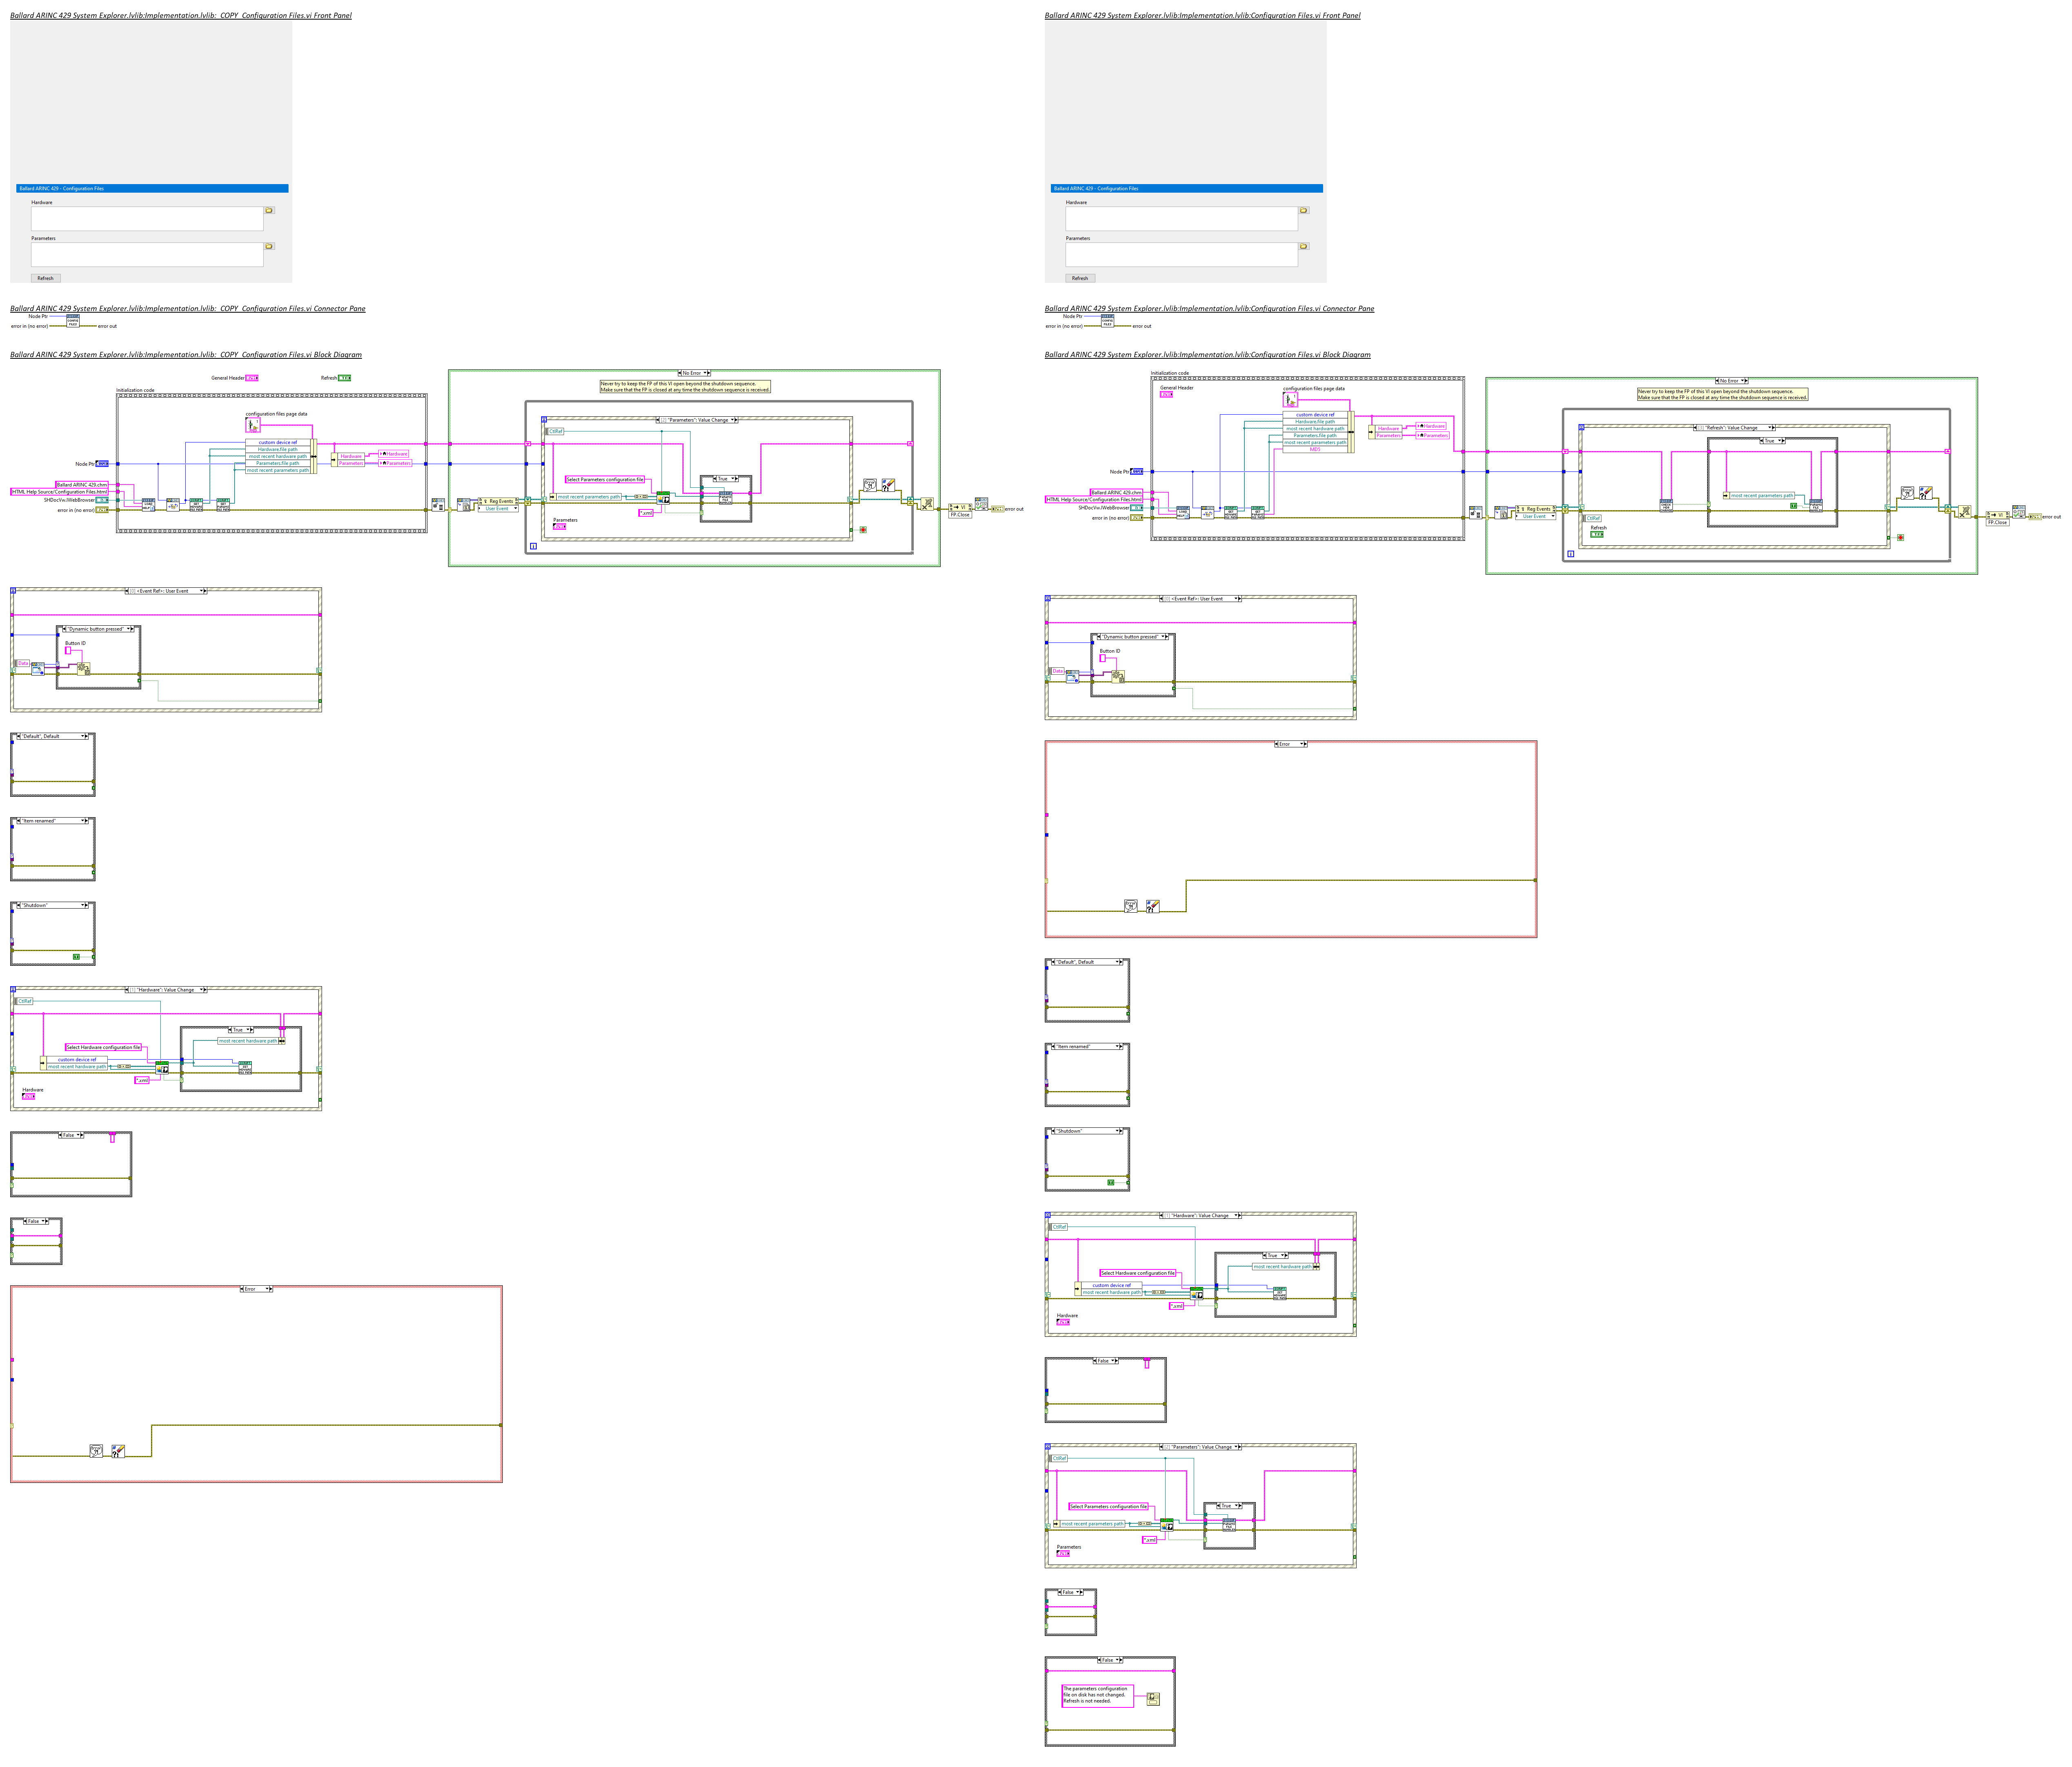 Ballard ARINC 429 System Explorer.lvlib:Implementation.lvlib:_COPY_Configuration Files.vi Front Panel
Ballard ARINC 429 - Configuration Files
Hardware
Parameters
Refresh
Ballard ARINC 429 System Explorer.lvlib:Implementation.lvlib:_COPY_Configuration Files.vi Connector Pane
Node Ptr
error in (no error)
error out
Ballard ARINC 429 System Explorer.lvlib:Implementation.lvlib:_COPY_Configuration Files.vi Block Diagram
General Header
Refresh
Initialization code
configuration files page data
custom device ref
Hardware.file path
most recent hardware path
Parameters.file path
most recent parameters path
Hardware
Parameters
Hardware
Parameters
Node Ptr
Ballard ARINC 429.chm
HTML Help Source/Configuration Files.html
SHDocVw.IWebBrowser
error in (no error)
No Error
Never try to keep the FP of this VI open beyond the shutdown sequence.
Make sure that the FP is closed at any time the shutdown sequence is received.
[2] "Parameters": Value Change
CtlRef
Select Parameters configuration file
most recent parameters path
*.xml
True
Parameters
Reg Events
User Event
VI
FP.Close
error out
[0] <Event Ref>: User Event
"Dynamic button pressed"
Button ID
Data
"Default", Default
"Item renamed"
"Shutdown"
[1] "Hardware": Value Change
CtlRef
True
most recent hardware path
Select Hardware configuration file
custom device ref
most recent hardware path
*.xml
Hardware
False
False
Error
Ballard ARINC 429 System Explorer.lvlib:Implementation.lvlib:Configuration Files.vi Front Panel
Ballard ARINC 429 - Configuration Files
Hardware
Parameters
Refresh
Ballard ARINC 429 System Explorer.lvlib:Implementation.lvlib:Configuration Files.vi Connector Pane
Node Ptr
error in (no error)
error out
Ballard ARINC 429 System Explorer.lvlib:Implementation.lvlib:Configuration Files.vi Block Diagram
Initialization code
General Header
configuration files page data
custom device ref
Hardware.file path
most recent hardware path
Parameters.file path
most recent parameters path
MD5
Hardware
Parameters
Hardware
Parameters
Node Ptr
Ballard ARINC 429.chm
HTML Help Source/Configuration Files.html
SHDocVw.IWebBrowser
error in (no error)
No Error
Never try to keep the FP of this VI open beyond the shutdown sequence.
Make sure that the FP is closed at any time the shutdown sequence is received.
[3] "Refresh": Value Change
True
most recent parameters path
CtlRef
Refresh
Reg Events
User Event
VI
FP.Close
error out
[0] <Event Ref>: User Event
"Dynamic button pressed"
Button ID
Data
Error
"Default", Default
"Item renamed"
"Shutdown"
[1] "Hardware": Value Change
CtlRef
True
most recent hardware path
Select Hardware configuration file
custom device ref
most recent hardware path
*.xml
Hardware
False
[2] "Parameters": Value Change
CtlRef
Select Parameters configuration file
True
most recent parameters path
*.xml
Parameters
False
False
The parameters configuration
file on disk has not changed.
Refresh is not needed.